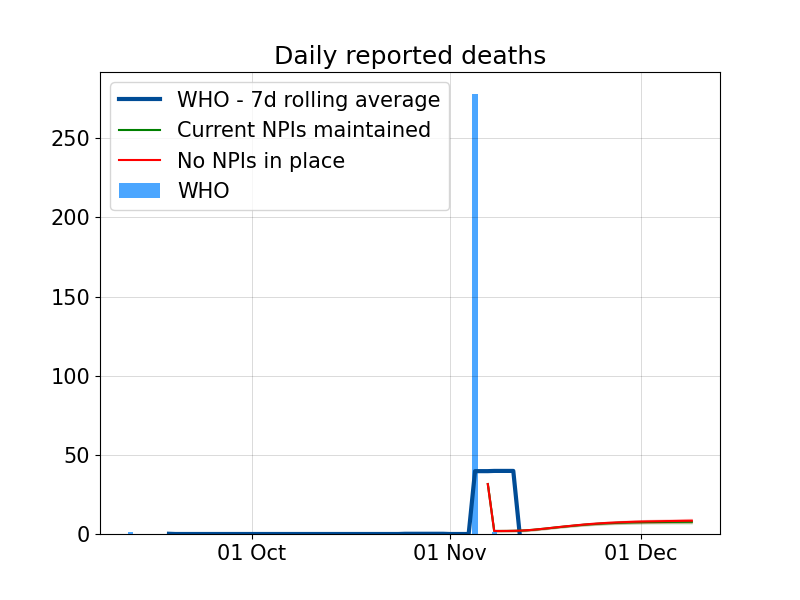 Daily reported deaths
WHO - 7d rolling average
Current NPIs maintained
No NPIs in place
WHO
250
200
150
100
50
0
01 Oct
01 Nov
01 Dec